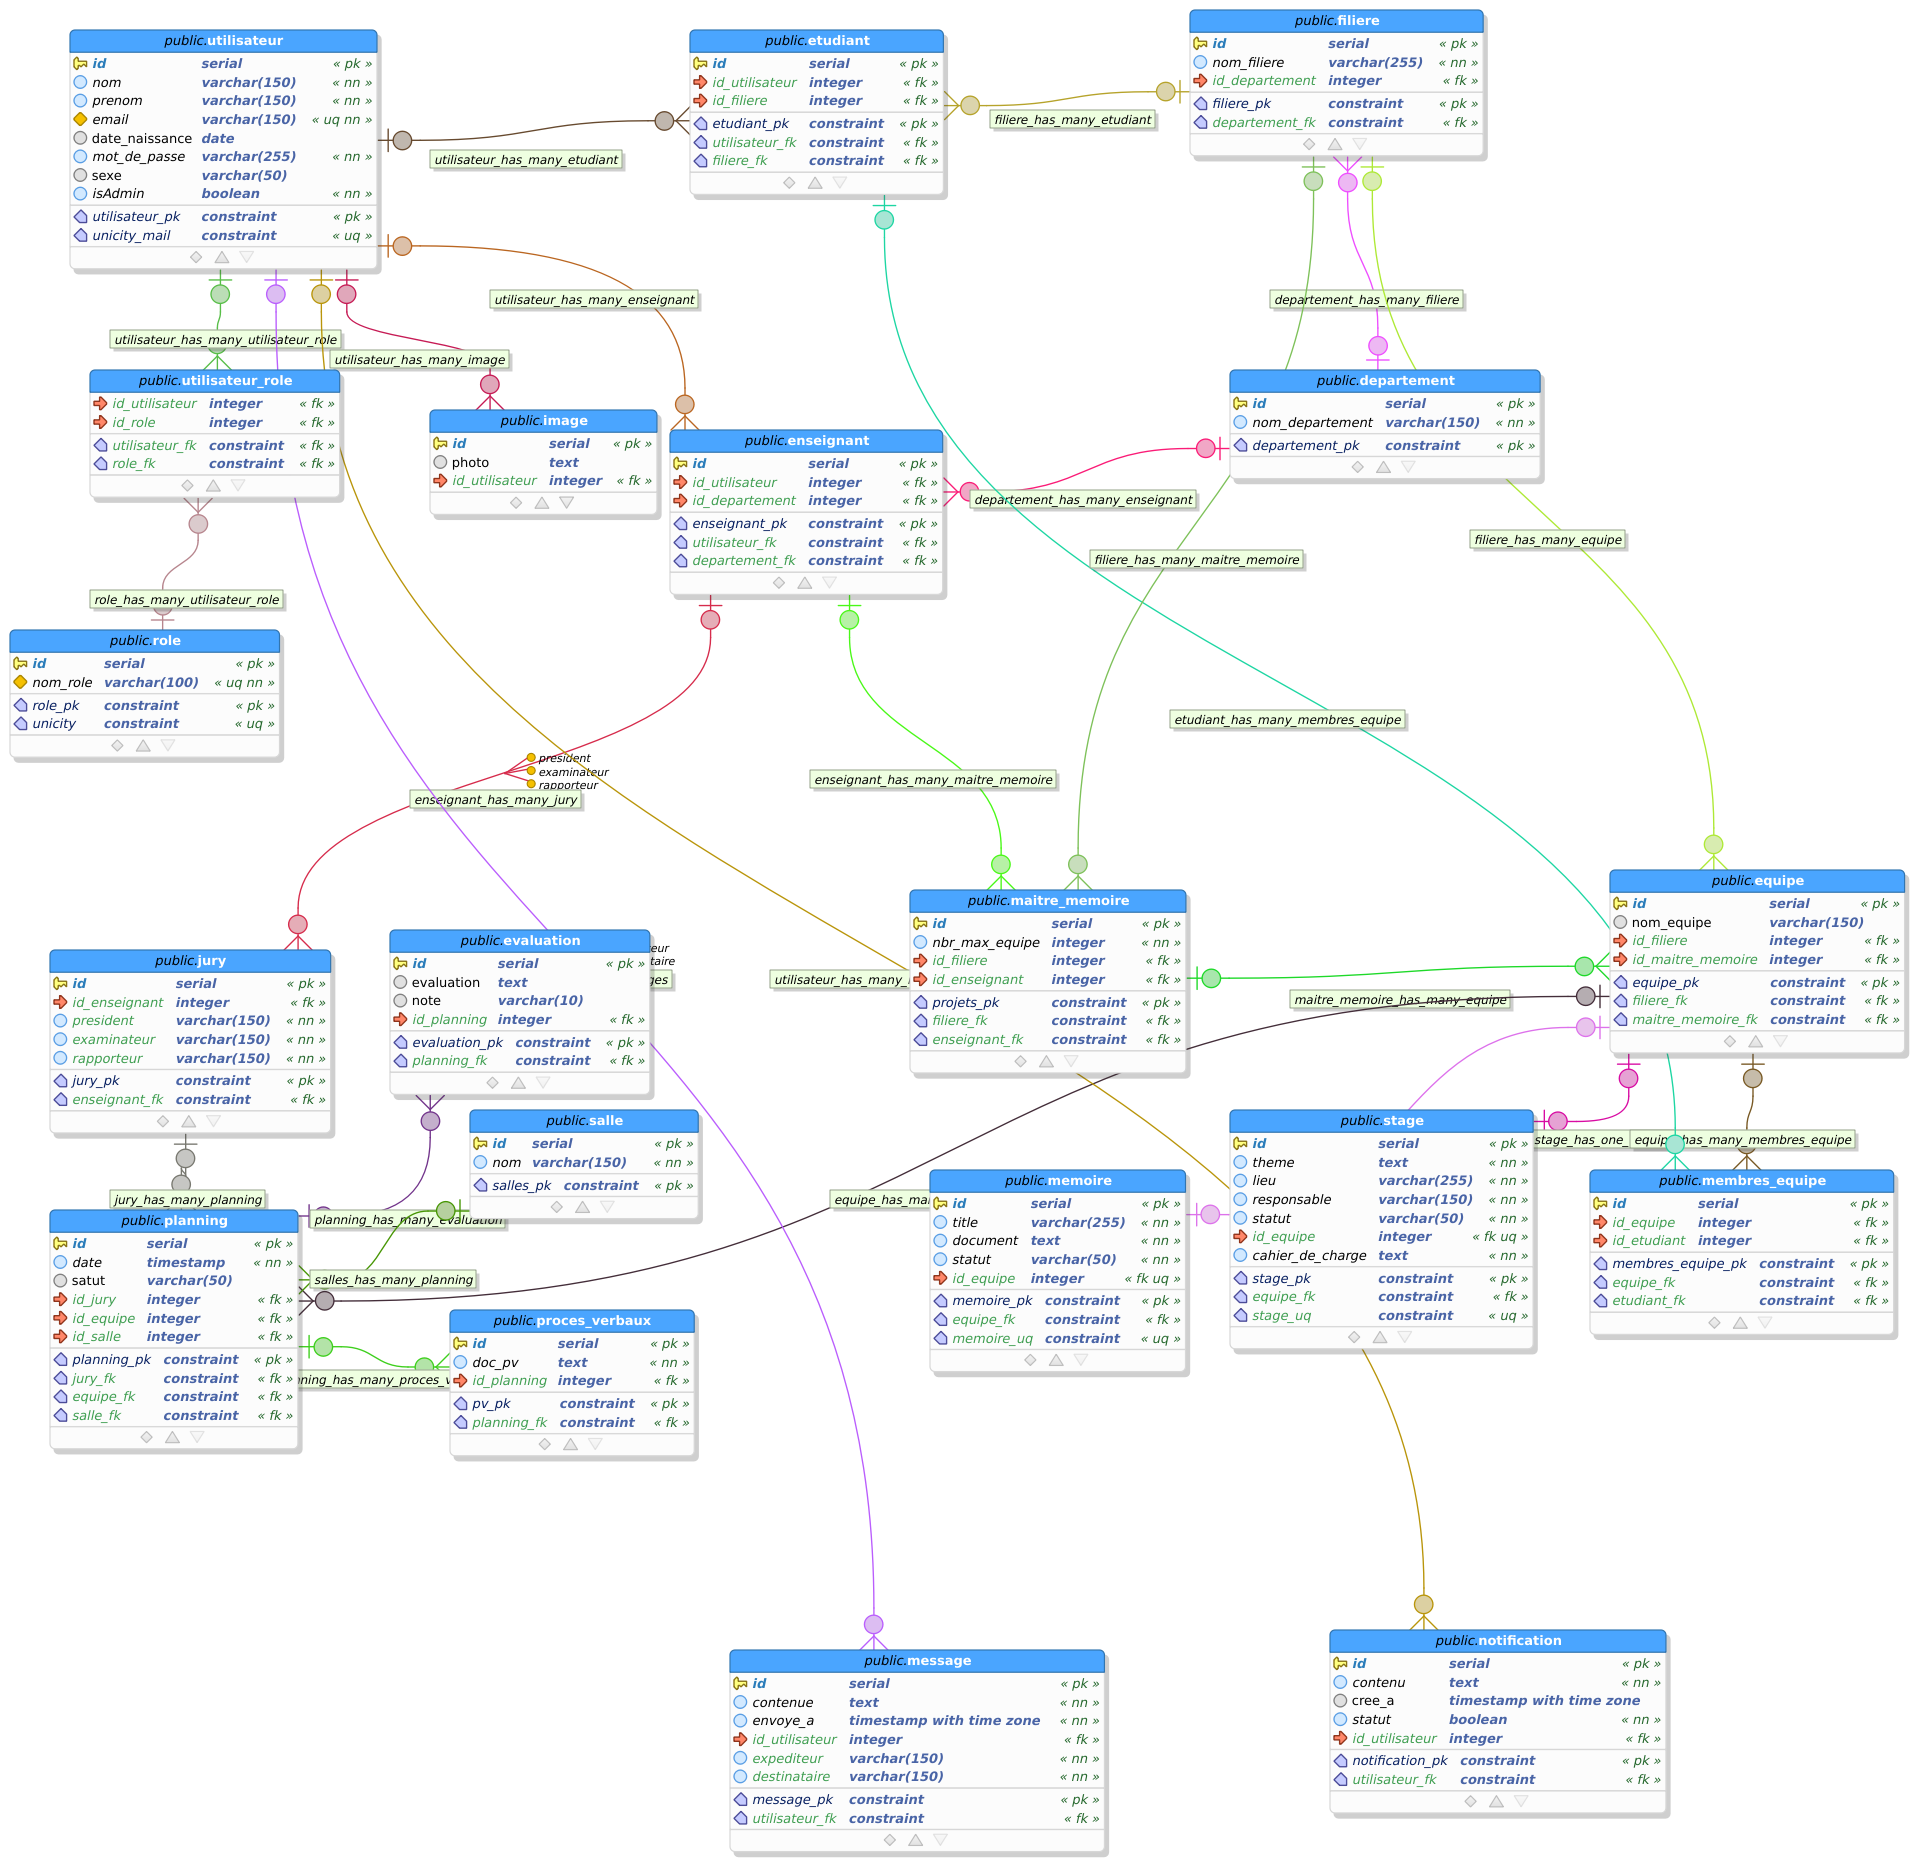 public.utilisateur
id serial « pk »
nom varchar(150) « nn »
prenom varchar(150) « nn »
email varchar(150) « uq nn »
date_naissance date
mot_de_passe varchar(255) « nn »
sexe varchar(50)
isAdmin boolean « nn »
utilisateur_pk constraint « pk »
unicity_mail constraint « uq »
public.etudiant
id serial « pk »
id_utilisateur integer « fk »
id_filiere integer « fk »
etudiant_pk constraint « pk »
utilisateur_fk constraint « fk »
filiere_fk constraint « fk »
public.filiere
id serial « pk »
nom_filiere varchar(255) « nn »
id_departement integer « fk »
filiere_pk constraint « pk »
departement_fk constraint « fk »
filiere_has_many_etudiant
utilisateur_has_many_etudiant
utilisateur_has_many_enseignant
departement_has_many_filiere
utilisateur_has_many_utilisateur_role
utilisateur_has_many_image
public.utilisateur_role
id_utilisateur integer « fk »
id_role integer « fk »
utilisateur_fk constraint « fk »
role_fk constraint « fk »
public.image
id serial « pk »
photo text
id_utilisateur integer « fk »
public.enseignant
id serial « pk »
id_utilisateur integer « fk »
id_departement integer « fk »
enseignant_pk constraint « pk »
utilisateur_fk constraint « fk »
departement_fk constraint « fk »
public.departement
id serial « pk »
nom_departement varchar(150) « nn »
departement_pk constraint « pk »
departement_has_many_enseignant
filiere_has_many_maitre_memoire
filiere_has_many_equipe
role_has_many_utilisateur_role
public.role
id serial « pk »
nom_role varchar(100) « uq nn »
role_pk constraint « pk »
unicity constraint « uq »
etudiant_has_many_membres_equipe
president
examinateur
rapporteur
enseignant_has_many_jury
enseignant_has_many_maitre_memoire
public.jury
id serial « pk »
id_enseignant integer « fk »
president varchar(150) « nn »
examinateur varchar(150) « nn »
rapporteur varchar(150) « nn »
jury_pk constraint « pk »
enseignant_fk constraint « fk »
public.evaluation
id serial « pk »
evaluation text
note varchar(10)
id_planning integer « fk »
evaluation_pk constraint « pk »
planning_fk constraint « fk »
eur
taire
ges
utilisateur_has_many_
public.maitre_memoire
id serial « pk »
nbr_max_equipe integer « nn »
id_filiere integer « fk »
id_enseignant integer « fk »
projets_pk constraint « pk »
filiere_fk constraint « fk »
enseignant_fk constraint « fk »
maitre_memoire_has_many_equipe
public.equipe
id serial « pk »
nom_equipe varchar(150)
id_filiere integer « fk »
id_maitre_memoire integer « fk »
equipe_pk constraint « pk »
filiere_fk constraint « fk »
maitre_memoire_fk constraint « fk »
public.salle
id serial « pk »
nom varchar(150) « nn »
salles_pk constraint « pk »
jury_has_many_planning
planning_has_many_evaluation
salles_has_many_planning
equipe_has_ma
stage_has_one_
equipe_has_many_membres_equipe
public.planning
id serial « pk »
date timestamp « nn »
satut varchar(50)
id_jury integer « fk »
id_equipe integer « fk »
id_salle integer « fk »
planning_pk constraint « pk »
jury_fk constraint « fk »
equipe_fk constraint « fk »
salle_fk constraint « fk »
nning_has_many_proces_v
public.proces_verbaux
id serial « pk »
doc_pv text « nn »
id_planning integer « fk »
pv_pk constraint « pk »
planning_fk constraint « fk »
public.memoire
id serial « pk »
title varchar(255) « nn »
document text « nn »
statut varchar(50) « nn »
id_equipe integer « fk uq »
memoire_pk constraint « pk »
equipe_fk constraint « fk »
memoire_uq constraint « uq »
public.stage
id serial « pk »
theme text « nn »
lieu varchar(255) « nn »
responsable varchar(150) « nn »
statut varchar(50) « nn »
id_equipe integer « fk uq »
cahier_de_charge text « nn »
stage_pk constraint « pk »
equipe_fk constraint « fk »
stage_uq constraint « uq »
public.membres_equipe
id serial « pk »
id_equipe integer « fk »
id_etudiant integer « fk »
membres_equipe_pk constraint « pk »
equipe_fk constraint « fk »
etudiant_fk constraint « fk »
public.message
id serial « pk »
contenue text « nn »
envoye_a timestamp with time zone « nn »
id_utilisateur integer « fk »
expediteur varchar(150) « nn »
destinataire varchar(150) « nn »
message_pk constraint « pk »
utilisateur_fk constraint « fk »
public.notification
id serial « pk »
contenu text « nn »
cree_a timestamp with time zone
statut boolean « nn »
id_utilisateur integer « fk »
notification_pk constraint « pk »
utilisateur_fk constraint « fk »